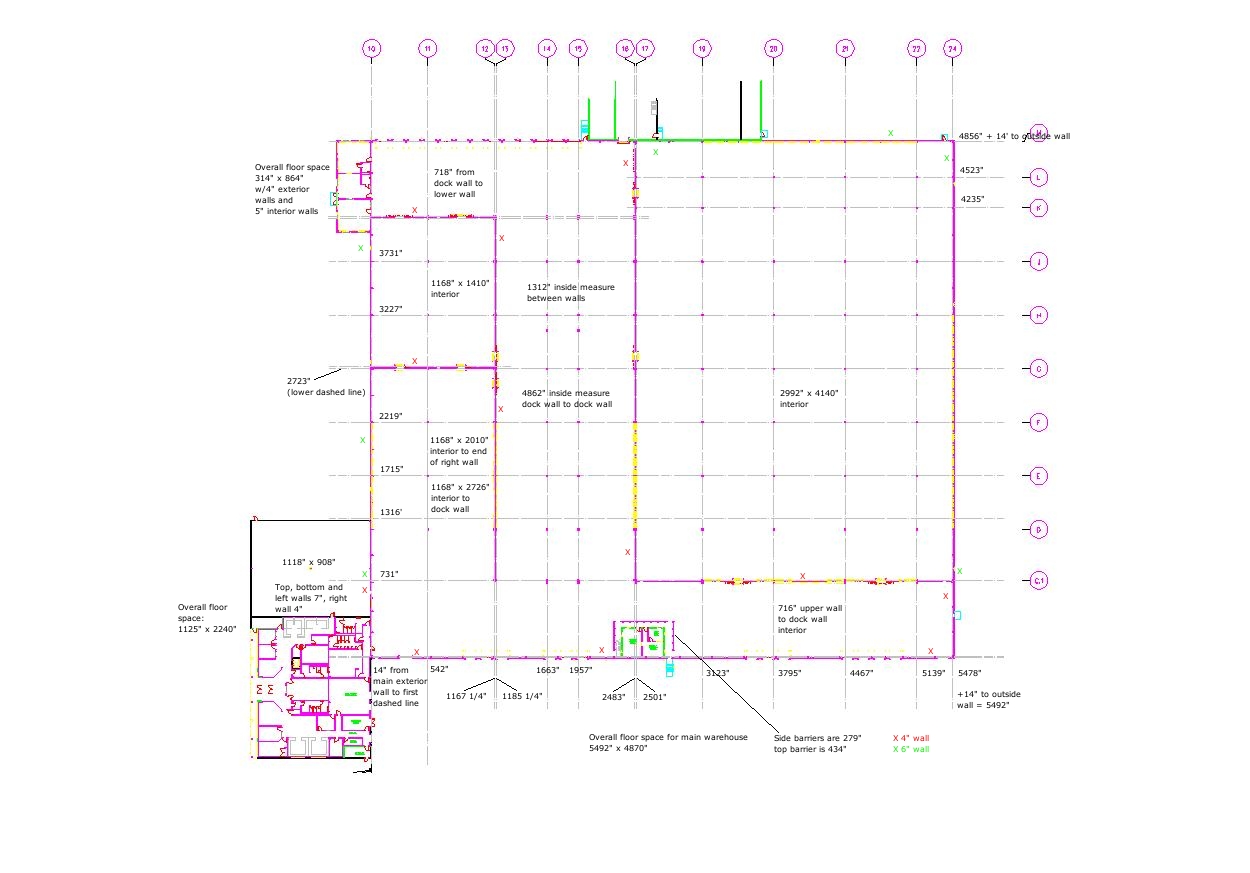 10 11 12 13 14 15 16 17 19 20 21 22 24
4856" + 14' to outside wall
Overall floor space
314" x 864"
w/4" exterior
walls and
5" interior walls
718" from
dock wall to
lower wall
4523"
L
4235"
K
3731"
J
1168" x 1410"
interior
1312" inside measure
between walls
3227"
H
2723"
(lower dashed line)
G
4862" inside measure
dock wall to dock wall
2992" x 4140"
interior
2219"
F
1168" x 2010"
interior to end
of right wall
1715"
E
1168" x 2726"
interior to
dock wall
1316'
1118" x 908"
731"
Top, bottom and
left walls 7", right
wall 4"
Overall floor
space:
1125" x 2240"
716" upper wall
to dock wall
interior
14" from
main exterior
wall to first
dashed line
542"
1167 1/4" 1185 1/4"
1663" 1957"
2483" 2501"
3123" 3795" 4467" 5139" 5478"
+14" to outside
wall = 5492"
Overall floor space for main warehouse
5492" x 4870"
Side barriers are 279"
top barrier is 434"
X 4" wall
X 6" wall